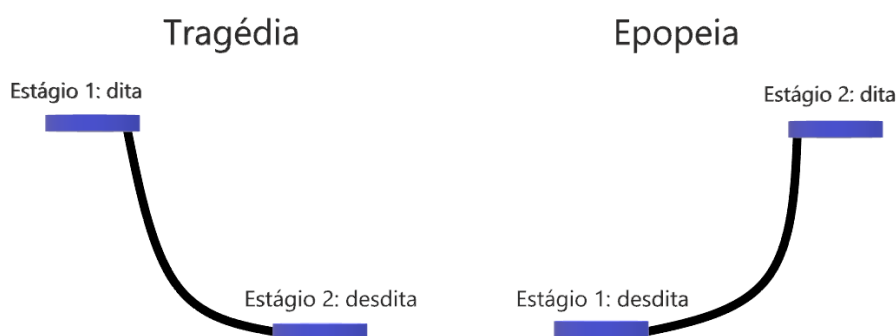 Tragédia
Epopeia
Estágio 1: dita
Estágio 2: dita
Estágio 2: desdita
Estágio 1: desdita